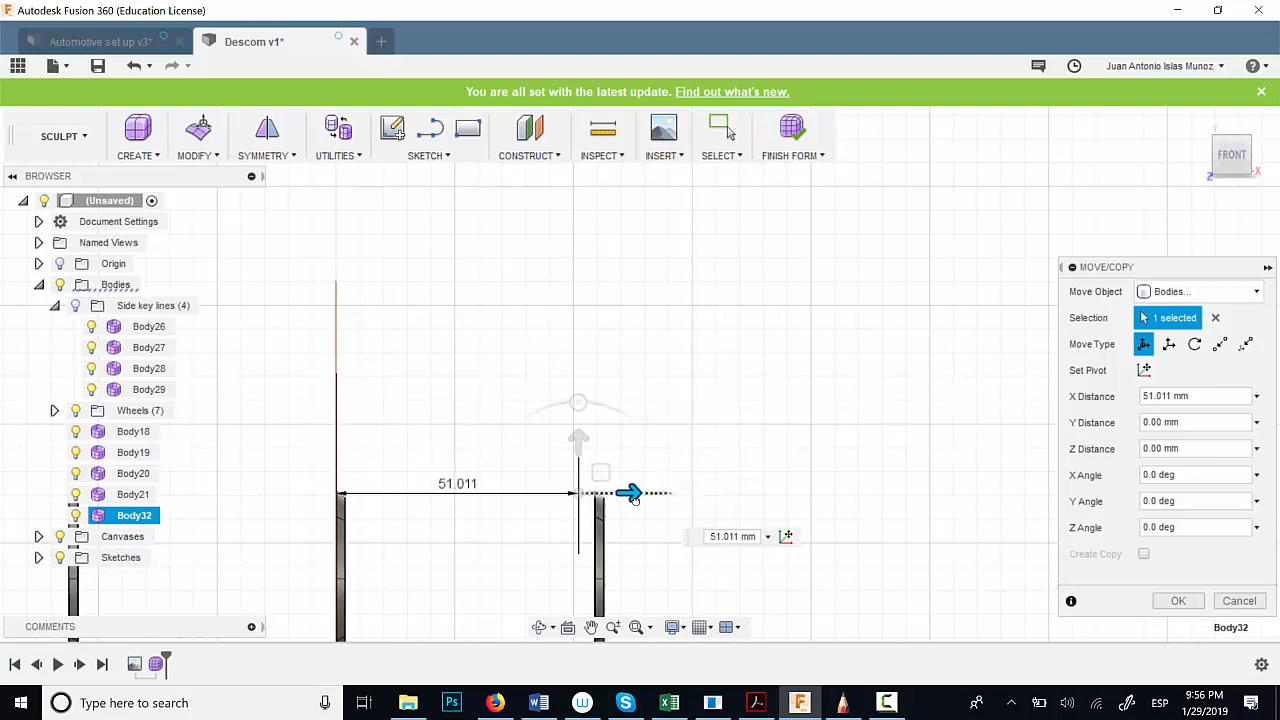 Autodesk Fusion 360 (Education License)
Automotive set up v3*
Descom v1*
Juan Antonio Islas Munoz
You are all set with the latest update. Find out what's new.
SCULPT
CREATE
MODIFY
SYMMETRY
UTILITIES
SKETCH
CONSTRUCT
INSPECT
INSERT
SELECT
FINISH FORM
BROWSER
(Unsaved)
Document Settings
Named Views
Origin
Bodies
Side key lines (4)
Body26
Body27
Body28
Body29
Wheels (7)
Body18
Body19
Body20
Body21
Body32
Canvases
Sketches
COMMENTS
51.011
51.011 mm
Y
FRONT
Z
X
MOVE/COPY
Move Object Bodies...
Selection 1 selected
Move Type
Set Pivot
X Distance 51.011 mm
Y Distance 0.00 mm
Z Distance 0.00 mm
X Angle 0.0 deg
Y Angle 0.0 deg
Z Angle 0.0 deg
Create Copy
OK Cancel
Body32
Type here to search
ESP
9:56 PM
1/29/2019